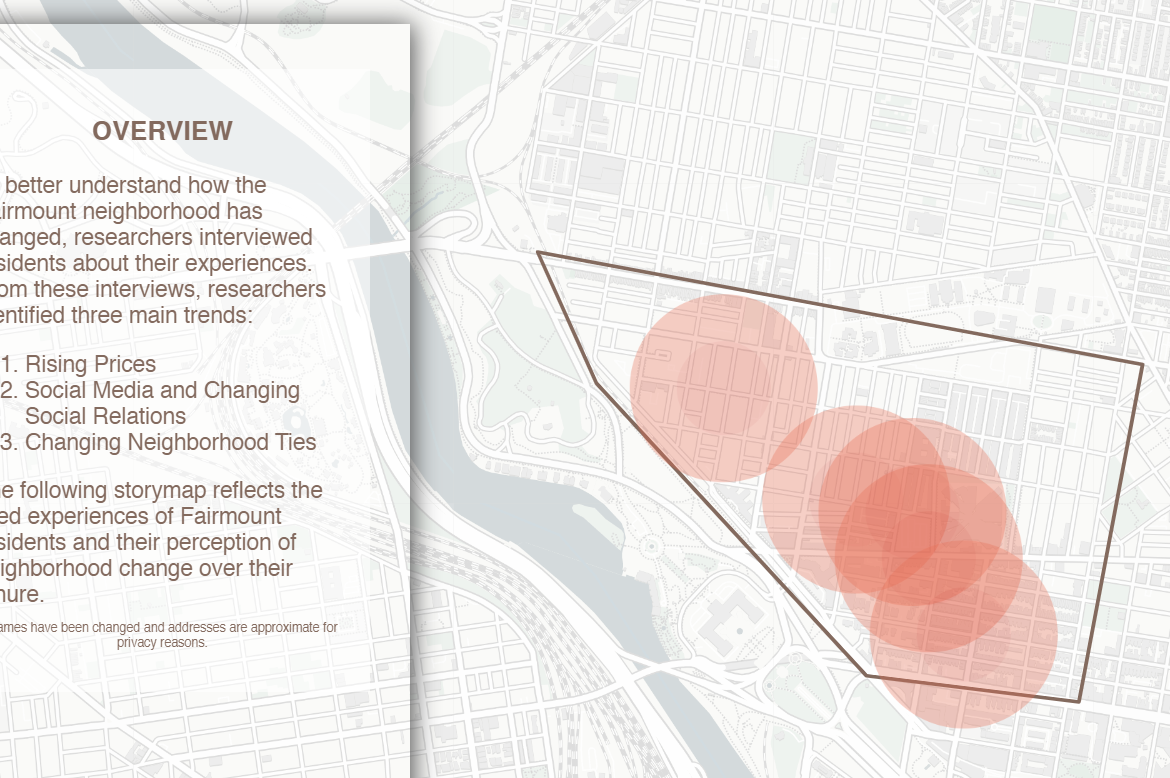 OVERVIEW
better understand how the
irmount neighborhood has
anged, researchers interviewed
sidents about their experiences.
om these interviews, researchers
entified three main trends:
1. Rising Prices
2. Social Media and Changing
Social Relations
3. Changing Neighborhood Ties
e following storymap reflects the
ed experiences of Fairmount
sidents and their perception of
ighborhood change over their
nure.
ames have been changed and addresses are approximate for
privacy reasons.